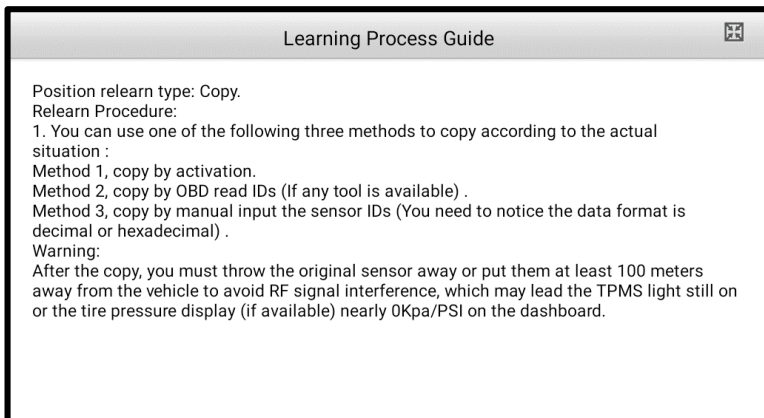 Learning Process Guide
Position relearn type: Copy.
Relearn Procedure:
1. You can use one of the following three methods to copy according to the actual
situation :
Method 1, copy by activation.
Method 2, copy by OBD read IDs (If any tool is available) .
Method 3, copy by manual input the sensor IDs (You need to notice the data format is
decimal or hexadecimal) .
Warning:
After the copy, you must throw the original sensor away or put them at least 100 meters
away from the vehicle to avoid RF signal interference, which may lead the TPMS light still on
or the tire pressure display (if available) nearly 0Kpa/PSI on the dashboard.